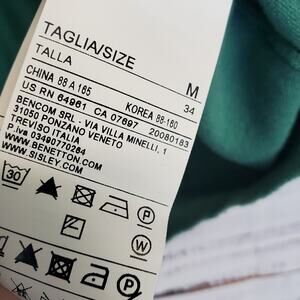 TAGLIA/SIZE
TALLA M
CHINA 88 A 165 34
US RN 64961 CA 07697 KOREA 88-160
BENCOM SRL - VIA VILLA MINELLI, 1
31050 PONZANO VENETO 20080183
TREVISO ITALIA
P.iva 03490770264
WWW.BENETTON.COM
WWW.SISLEY.COM
30
P
W